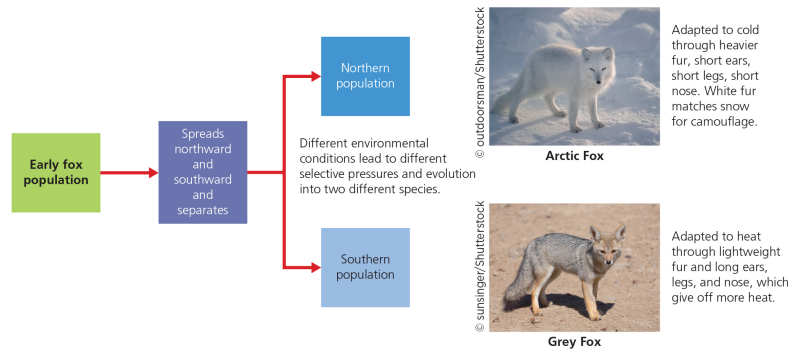 Early fox
population
Spreads
northward
and
southward
and
separates
Northern
population
Different environmental
conditions lead to different
selective pressures and evolution
into two different species.
Southern
population
© outdoorsman/Shutterstock
Arctic Fox
Adapted to cold
through heavier
fur, short ears,
short legs, short
nose. White fur
matches snow
for camouflage.
© sunsinger/Shutterstock
Grey Fox
Adapted to heat
through lightweight
fur and long ears,
legs, and nose, which
give off more heat.